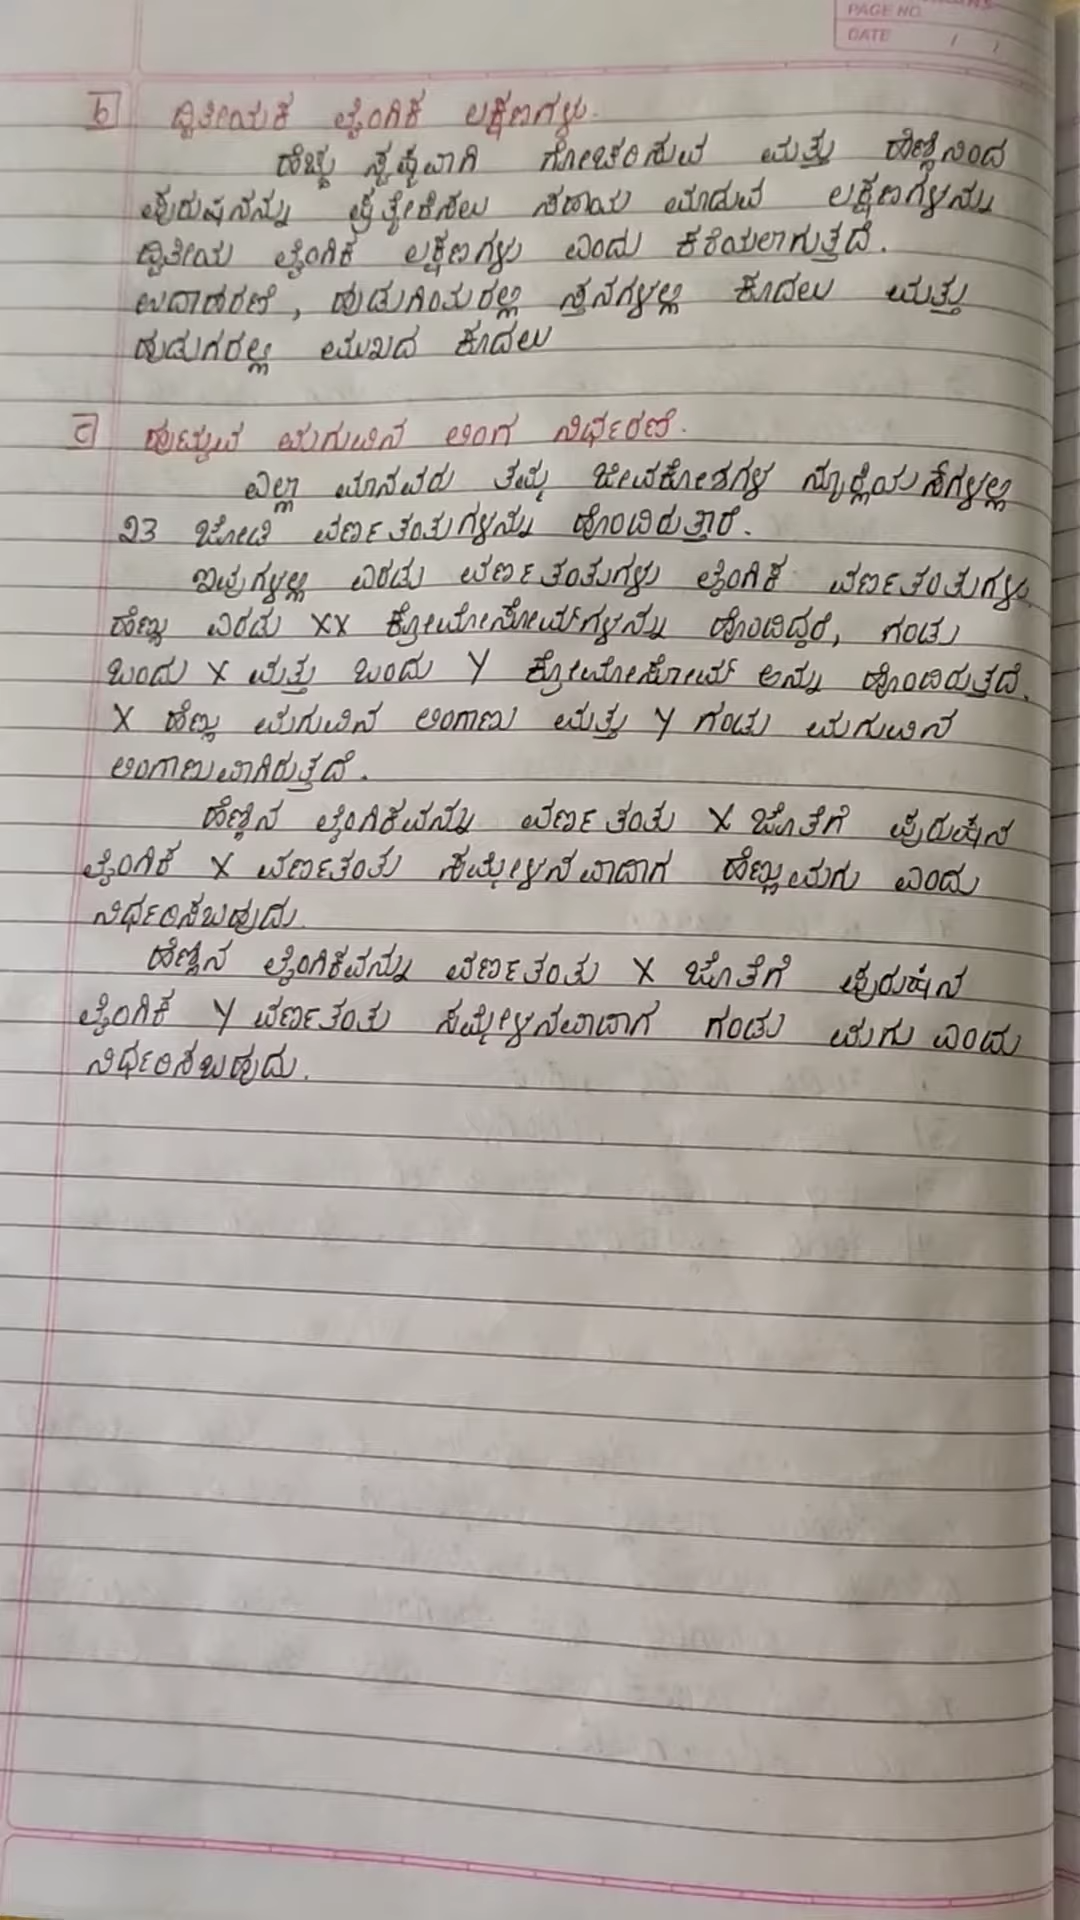 PAGE NO.
DATE / /
b] ದ್ವಿತೀಯಕ ಲೈಂಗಿಕ ಲಕ್ಷಣಗಳು.
ಹೆಚ್ಚು ಸ್ಪಷ್ಟವಾಗಿ ಗೋಚರಿಸುವ ಮತ್ತು ಹೆಣ್ಣಿನಿಂದ
ಪುರುಷನನ್ನು ಪ್ರತ್ಯೇಕಿಸಲು ಸಹಾಯ ಮಾಡುವ ಲಕ್ಷಣಗಳನ್ನು
ದ್ವಿತೀಯ ಲೈಂಗಿಕ ಲಕ್ಷಣಗಳು ಎಂದು ಕರೆಯಲಾಗುತ್ತದೆ.
ಉದಾಹರಣೆ, ಹುಡುಗಿಯರಲ್ಲಿ ಸ್ತನಗಳಲ್ಲಿ ಕೂದಲು ಮತ್ತು
ಹುಡುಗರಲ್ಲಿ ಮುಖದ ಕೂದಲು
c] ಹುಟ್ಟುವ ಮಗುವಿನ ಲಿಂಗ ನಿರ್ಧರಣೆ.
ಎಲ್ಲಾ ಮಾನವರು ತಮ್ಮ ಜೀವಕೋಶಗಳ ನ್ಯೂಕ್ಲಿಯಸ್‌ಗಳಲ್ಲಿ
23 ಜೋಡಿ ವರ್ಣತಂತುಗಳನ್ನು ಹೊಂದಿರುತ್ತಾರೆ.
ಇವುಗಳಲ್ಲಿ ಎರಡು ವರ್ಣತಂತುಗಳು ಲೈಂಗಿಕ ವರ್ಣತಂತುಗಳು
ಹೆಣ್ಣು ಎರಡು XX ಕ್ರೋಮೋಸೋಮ್‌ಗಳನ್ನು ಹೊಂದಿದ್ದರೆ, ಗಂಡು
ಒಂದು X ಮತ್ತು ಒಂದು Y ಕ್ರೋಮೋಸೋಮ್ ಅನ್ನು ಹೊಂದಿರುತ್ತದೆ.
X ಹೆಣ್ಣು ಮಗುವಿನ ಲಿಂಗಾಣು ಮತ್ತು Y ಗಂಡು ಮಗುವಿನ
ಲಿಂಗಾಣುವಾಗಿರುತ್ತದೆ.
ಹೆಣ್ಣಿನ ಲೈಂಗಿಕವನ್ನು ವರ್ಣತಂತು X ಜೊತೆಗೆ ಪುರುಷನ
ಲೈಂಗಿಕ X ವರ್ಣತಂತು ಸಮ್ಮೇಳನವಾದಾಗ ಹೆಣ್ಣುಮಗು ಎಂದು
ನಿರ್ಧರಿಸಬಹುದು.
ಹೆಣ್ಣಿನ ಲೈಂಗಿಕವನ್ನು ವರ್ಣತಂತು X ಜೊತೆಗೆ ಪುರುಷನ
ಲೈಂಗಿಕ Y ವರ್ಣತಂತು ಸಮ್ಮೇಳನವಾದಾಗ ಗಂಡು ಮಗು ಎಂದು
ನಿರ್ಧರಿಸಬಹುದು.